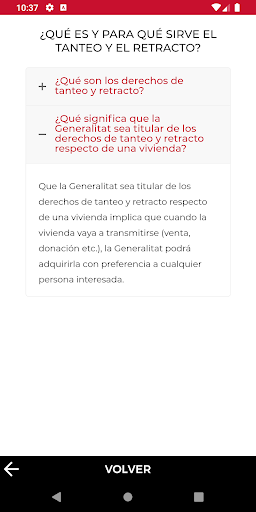 10:37
¿QUÉ ES Y PARA QUÉ SIRVE EL
TANTEO Y EL RETRACTO?
¿Qué son los derechos de
tanteo y retracto?
¿Qué significa que la
Generalitat sea titular de los
derechos de tanteo y retracto
respecto de una vivienda?
Que la Generalitat sea titular de los
derechos de tanteo y retracto respecto
de una vivienda implica que cuando la
vivienda vaya a transmitirse (venta,
donación etc.), la Generalitat podrá
adquirirla con preferencia a cualquier
persona interesada.
VOLVER